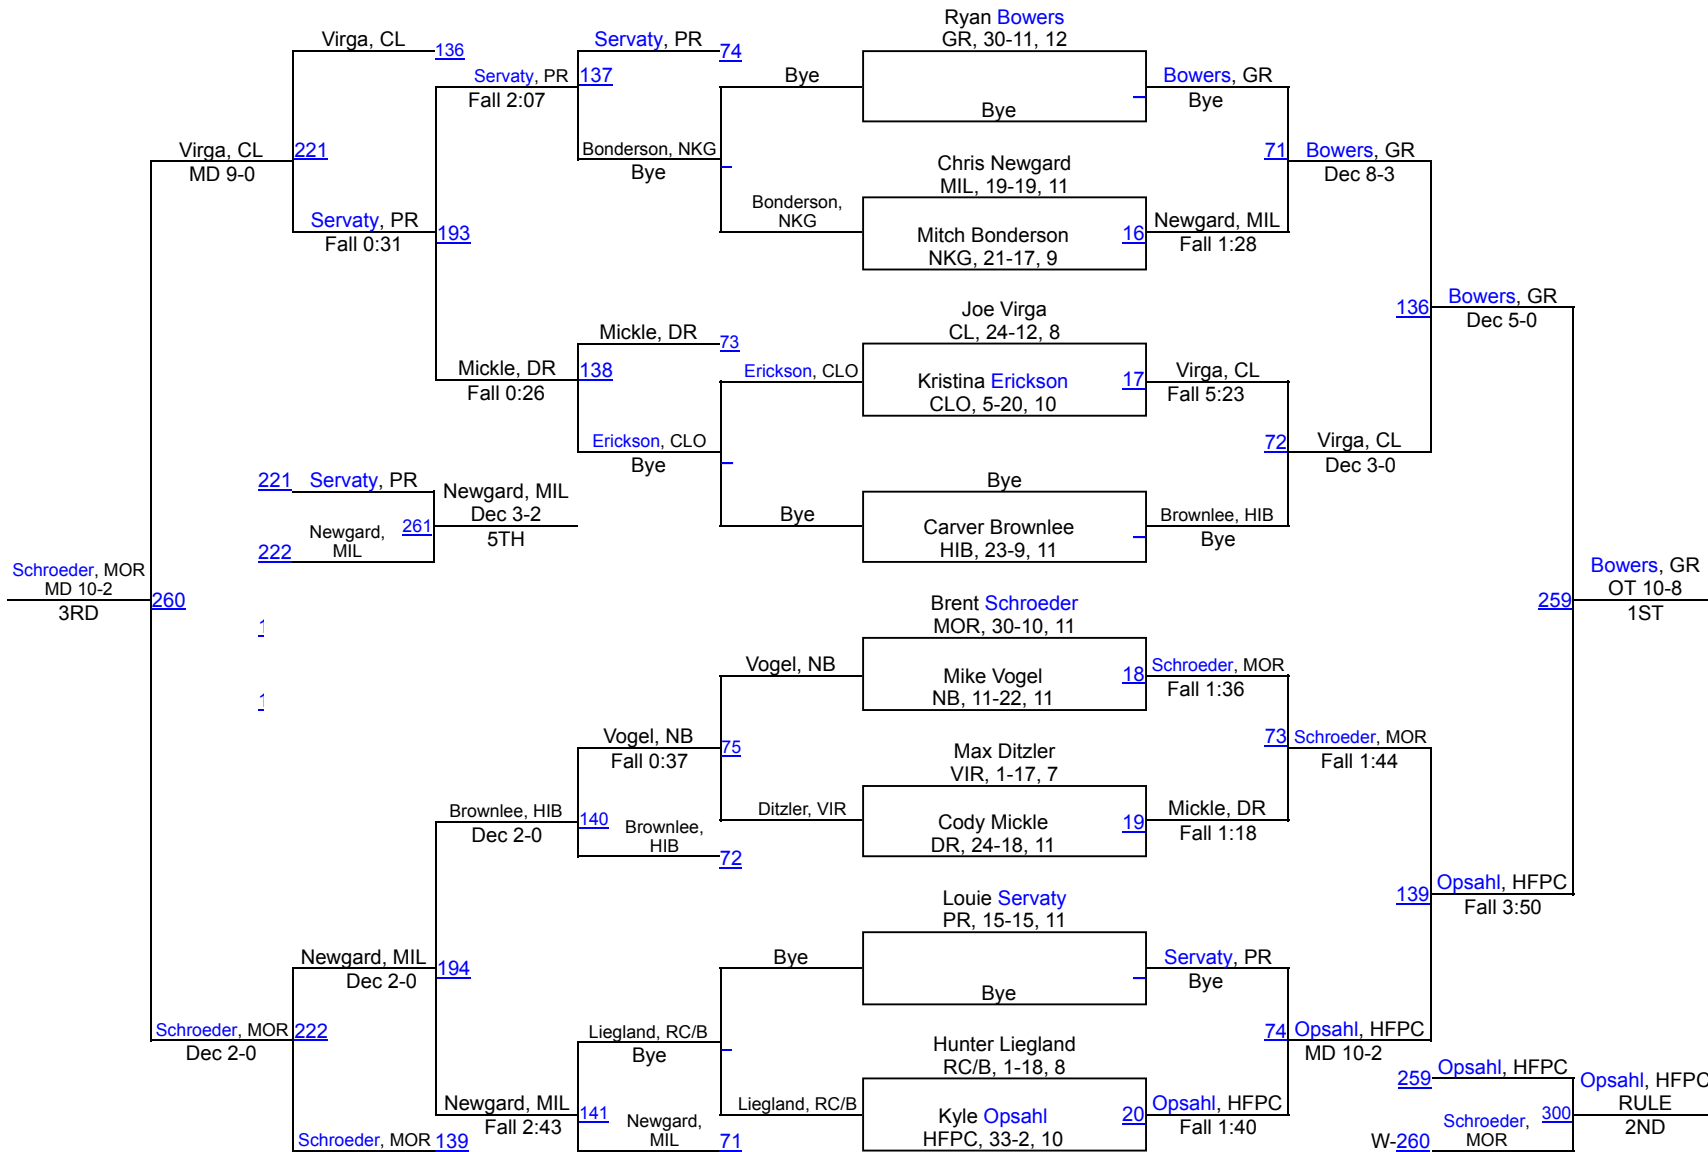 Ryan Bowers
GR, 30-11, 12
Virga, CL
136
Servaty, PR
74
Servaty, PR
137
Fall 2:07
Bye
Bye
Bowers, GR
Bye
Virga, CL
221
MD 9-0
Bonderson, NKG
Bye
Chris Newgard
MIL, 19-19, 11
71
Bowers, GR
Dec 8-3
Servaty, PR
193
Fall 0:31
Bonderson,
NKG
Mitch Bonderson
NKG, 21-17, 9
16
Newgard, MIL
Fall 1:28
Joe Virga
CL, 24-12, 8
136
Bowers, GR
Dec 5-0
Mickle, DR
73
Mickle, DR
138
Fall 0:26
Erickson, CLO
Kristina Erickson
CLO, 5-20, 10
17
Virga, CL
Fall 5:23
Erickson, CLO
Bye
72
Virga, CL
Dec 3-0
221
Servaty, PR
Newgard, MIL
Dec 3-2
5TH
261
222
Newgard,
MIL
Bye
Bye
Carver Brownlee
HIB, 23-9, 11
Brownlee, HIB
Bye
Schroeder, MOR
MD 10-2
3RD
260
259
Bowers, GR
OT 10-8
1ST
Brent Schroeder
MOR, 30-10, 11
Vogel, NB
Mike Vogel
NB, 11-22, 11
18
Schroeder, MOR
Fall 1:36
Vogel, NB
75
Fall 0:37
Max Ditzler
VIR, 1-17, 7
73
Schroeder, MOR
Fall 1:44
Brownlee, HIB
140
Dec 2-0
Brownlee,
HIB
72
Ditzler, VIR
Cody Mickle
DR, 24-18, 11
19
Mickle, DR
Fall 1:18
139
Opsahl, HFPC
Fall 3:50
Louie Servaty
PR, 15-15, 11
Newgard, MIL
194
Dec 2-0
Bye
Bye
Servaty, PR
Bye
Schroeder, MOR
222
Dec 2-0
Liegland, RC/B
Bye
Hunter Liegland
RC/B, 1-18, 8
74
Opsahl, HFPC
MD 10-2
Newgard, MIL
141
Fall 2:43
Newgard,
MIL
71
Liegland, RC/B
Kyle Opsahl
HFPC, 33-2, 10
20
Opsahl, HFPC
Fall 1:40
Schroeder, MOR
139
259
Opsahl, HFPC
Opsahl, HFPC
RULE
2ND
300
Schroeder,
MOR
W-260